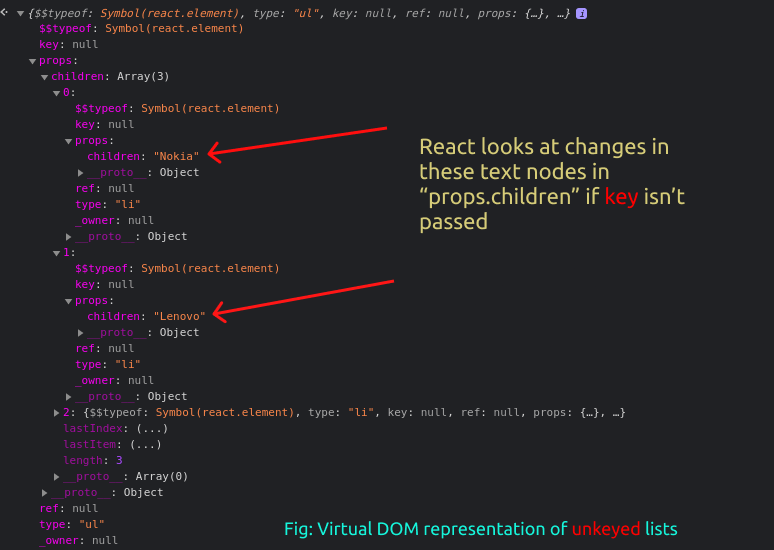 {$$typeof: Symbol(react.element), type: "ul", key: null, ref: null, props: {…}, …} i
$$typeof: Symbol(react.element)
key: null
props:
children: Array(3)
0:
$$typeof: Symbol(react.element)
key: null
props:
children: "Nokia"
__proto__: Object
ref: null
type: "li"
_owner: null
__proto__: Object
1:
$$typeof: Symbol(react.element)
key: null
props:
children: "Lenovo"
__proto__: Object
ref: null
type: "li"
_owner: null
__proto__: Object
2: {$$typeof: Symbol(react.element), type: "li", key: null, ref: null, props: {…}, …}
lastIndex: (...)
lastItem: (...)
length: 3
__proto__: Array(0)
__proto__: Object
ref: null
type: "ul"
_owner: null
React looks at changes in
these text nodes in
“props.children” if key isn’t
passed
Fig: Virtual DOM representation of unkeyed lists